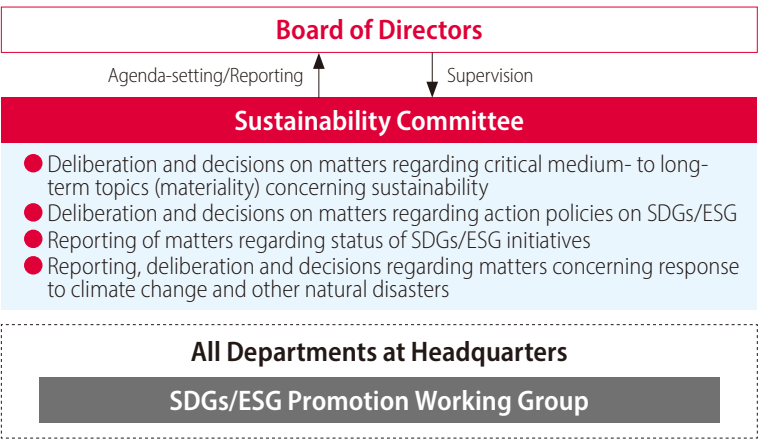 Board of Directors
Agenda-setting/Reporting
Supervision
Sustainability Committee
● Deliberation and decisions on matters regarding critical medium- to long-
term topics (materiality) concerning sustainability
● Deliberation and decisions on matters regarding action policies on SDGs/ESG
● Reporting of matters regarding status of SDGs/ESG initiatives
● Reporting, deliberation and decisions regarding matters concerning response
to climate change and other natural disasters
All Departments at Headquarters
SDGs/ESG Promotion Working Group